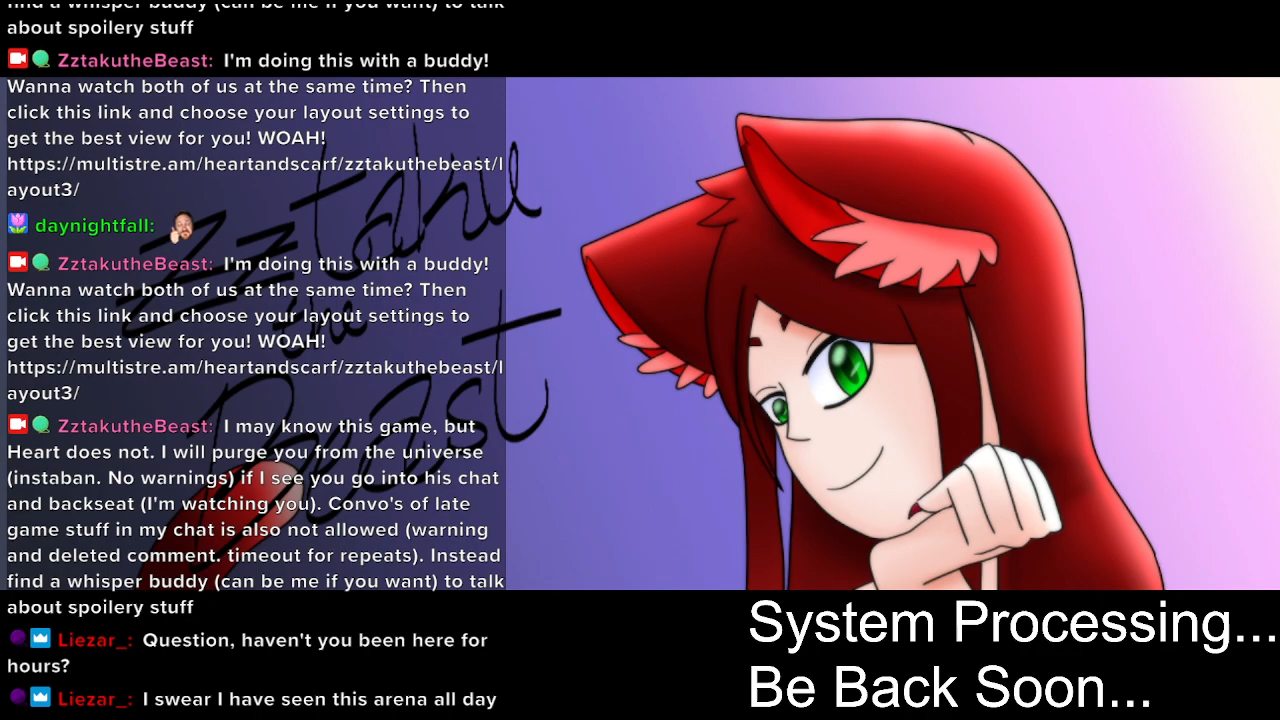 find a whisper buddy (can be me if you want) to talk
about spoilery stuff
ZztakutheBeast: I'm doing this with a buddy!
Wanna watch both of us at the same time? Then
click this link and choose your layout settings to
get the best view for you! WOAH!
https://multistre.am/heartandscarf/zztakuthebeast/l
ayout3/
daynightfall:
ZztakutheBeast: I'm doing this with a buddy!
Wanna watch both of us at the same time? Then
click this link and choose your layout settings to
get the best view for you! WOAH!
https://multistre.am/heartandscarf/zztakuthebeast/l
ayout3/
ZztakutheBeast: I may know this game, but
Heart does not. I will purge you from the universe
(instaban. No warnings) if I see you go into his chat
and backseat (I'm watching you). Convo's of late
game stuff in my chat is also not allowed (warning
and deleted comment. timeout for repeats). Instead
find a whisper buddy (can be me if you want) to talk
about spoilery stuff
Liezar_: Question, haven't you been here for
hours?
Liezar_: I swear I have seen this arena all day
Zztaku
the
Beast
System Processing...
Be Back Soon...